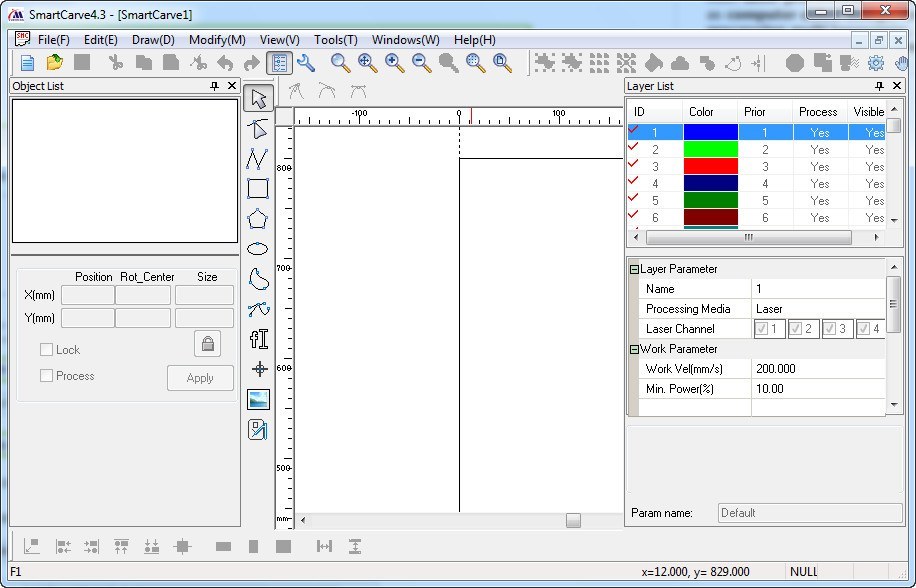 SmartCarve4.3 - [SmartCarve1]
File(F) Edit(E) Draw(D) Modify(M) View(V) Tools(T) Windows(W) Help(H)
Object List
Layer List
-100 0 100
800
700
600
500
mm
ID Color Prior Process Visible
1 1 Yes Yes
2 2 Yes Yes
3 3 Yes Yes
4 4 Yes Yes
5 5 Yes Yes
6 6 Yes Yes
Position Rot_Center Size
X(mm)
Y(mm)
Lock
Process
Apply
Layer Parameter
Name 1
Processing Media Laser
Laser Channel 1 2 3 4
Work Parameter
Work Vel(mm/s) 200.000
Min. Power(%) 10.00
Param name: Default
F1 x=12.000, y= 829.000 NULL